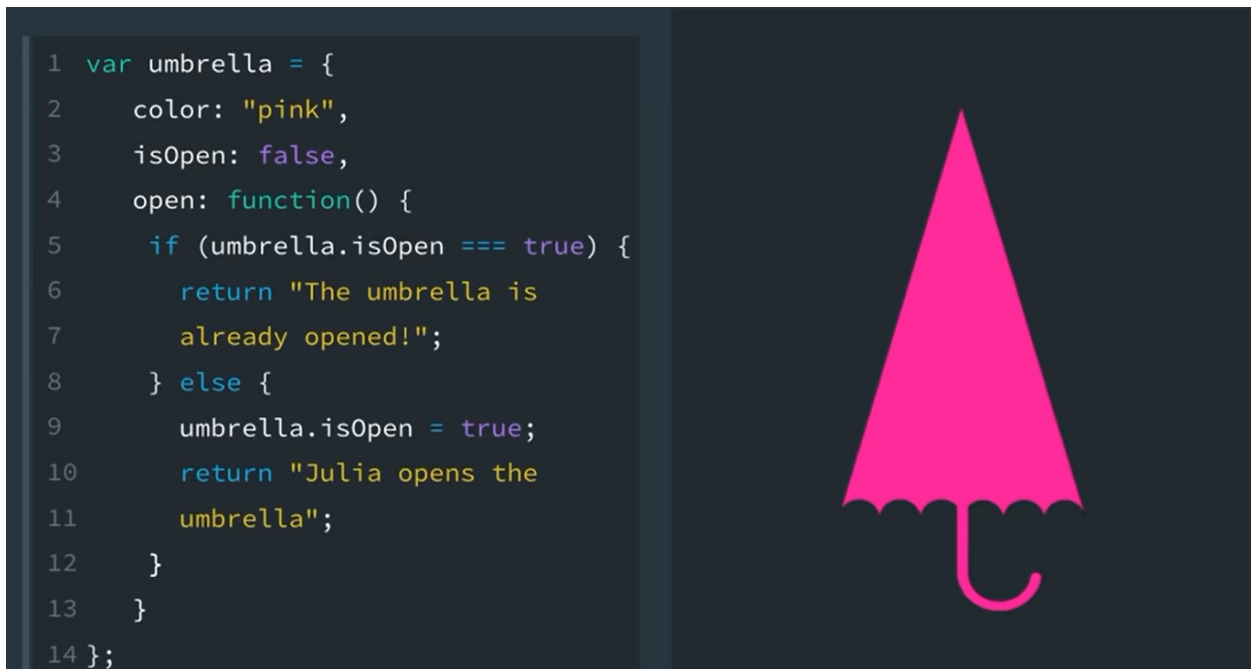 1 var umbrella = {
2 color: "pink",
3 isOpen: false,
4 open: function() {
5 if (umbrella.isOpen === true) {
6 return "The umbrella is
7 already opened!";
8 } else {
9 umbrella.isOpen = true;
10 return "Julia opens the
11 umbrella";
12 }
13 }
14 };